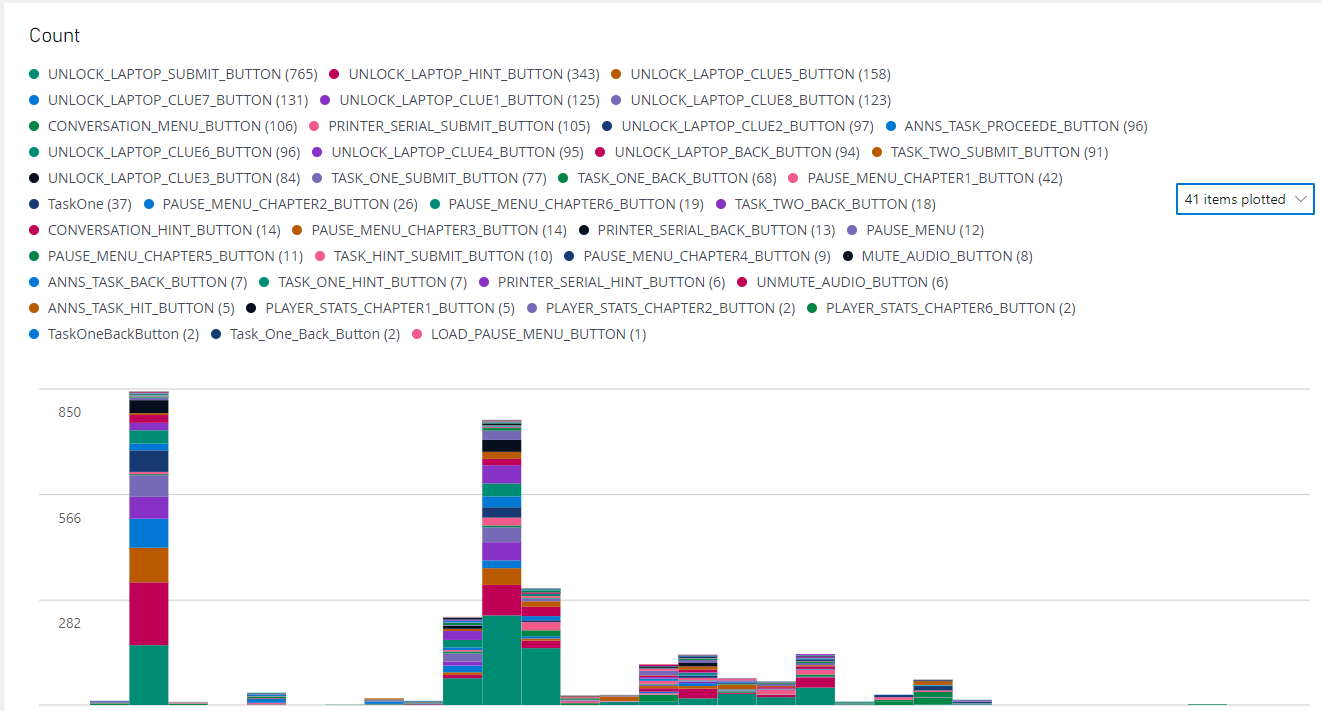 Count
UNLOCK_LAPTOP_SUBMIT_BUTTON (765) UNLOCK_LAPTOP_HINT_BUTTON (343) UNLOCK_LAPTOP_CLUE5_BUTTON (158)
UNLOCK_LAPTOP_CLUE7_BUTTON (131) UNLOCK_LAPTOP_CLUE1_BUTTON (125) UNLOCK_LAPTOP_CLUE8_BUTTON (123)
CONVERSATION_MENU_BUTTON (106) PRINTER_SERIAL_SUBMIT_BUTTON (105) UNLOCK_LAPTOP_CLUE2_BUTTON (97) ANNS_TASK_PROCEEDE_BUTTON (96)
UNLOCK_LAPTOP_CLUE6_BUTTON (96) UNLOCK_LAPTOP_CLUE4_BUTTON (95) UNLOCK_LAPTOP_BACK_BUTTON (94) TASK_TWO_SUBMIT_BUTTON (91)
UNLOCK_LAPTOP_CLUE3_BUTTON (84) TASK_ONE_SUBMIT_BUTTON (77) TASK_ONE_BACK_BUTTON (68) PAUSE_MENU_CHAPTER1_BUTTON (42)
TaskOne (37) PAUSE_MENU_CHAPTER2_BUTTON (26) PAUSE_MENU_CHAPTER6_BUTTON (19) TASK_TWO_BACK_BUTTON (18)
41 items plotted
CONVERSATION_HINT_BUTTON (14) PAUSE_MENU_CHAPTER3_BUTTON (14) PRINTER_SERIAL_BACK_BUTTON (13) PAUSE_MENU (12)
PAUSE_MENU_CHAPTER5_BUTTON (11) TASK_HINT_SUBMIT_BUTTON (10) PAUSE_MENU_CHAPTER4_BUTTON (9) MUTE_AUDIO_BUTTON (8)
ANNS_TASK_BACK_BUTTON (7) TASK_ONE_HINT_BUTTON (7) PRINTER_SERIAL_HINT_BUTTON (6) UNMUTE_AUDIO_BUTTON (6)
ANNS_TASK_HIT_BUTTON (5) PLAYER_STATS_CHAPTER1_BUTTON (5) PLAYER_STATS_CHAPTER2_BUTTON (2) PLAYER_STATS_CHAPTER6_BUTTON (2)
TaskOneBackButton (2) Task_One_Back_Button (2) LOAD_PAUSE_MENU_BUTTON (1)
850
566
282